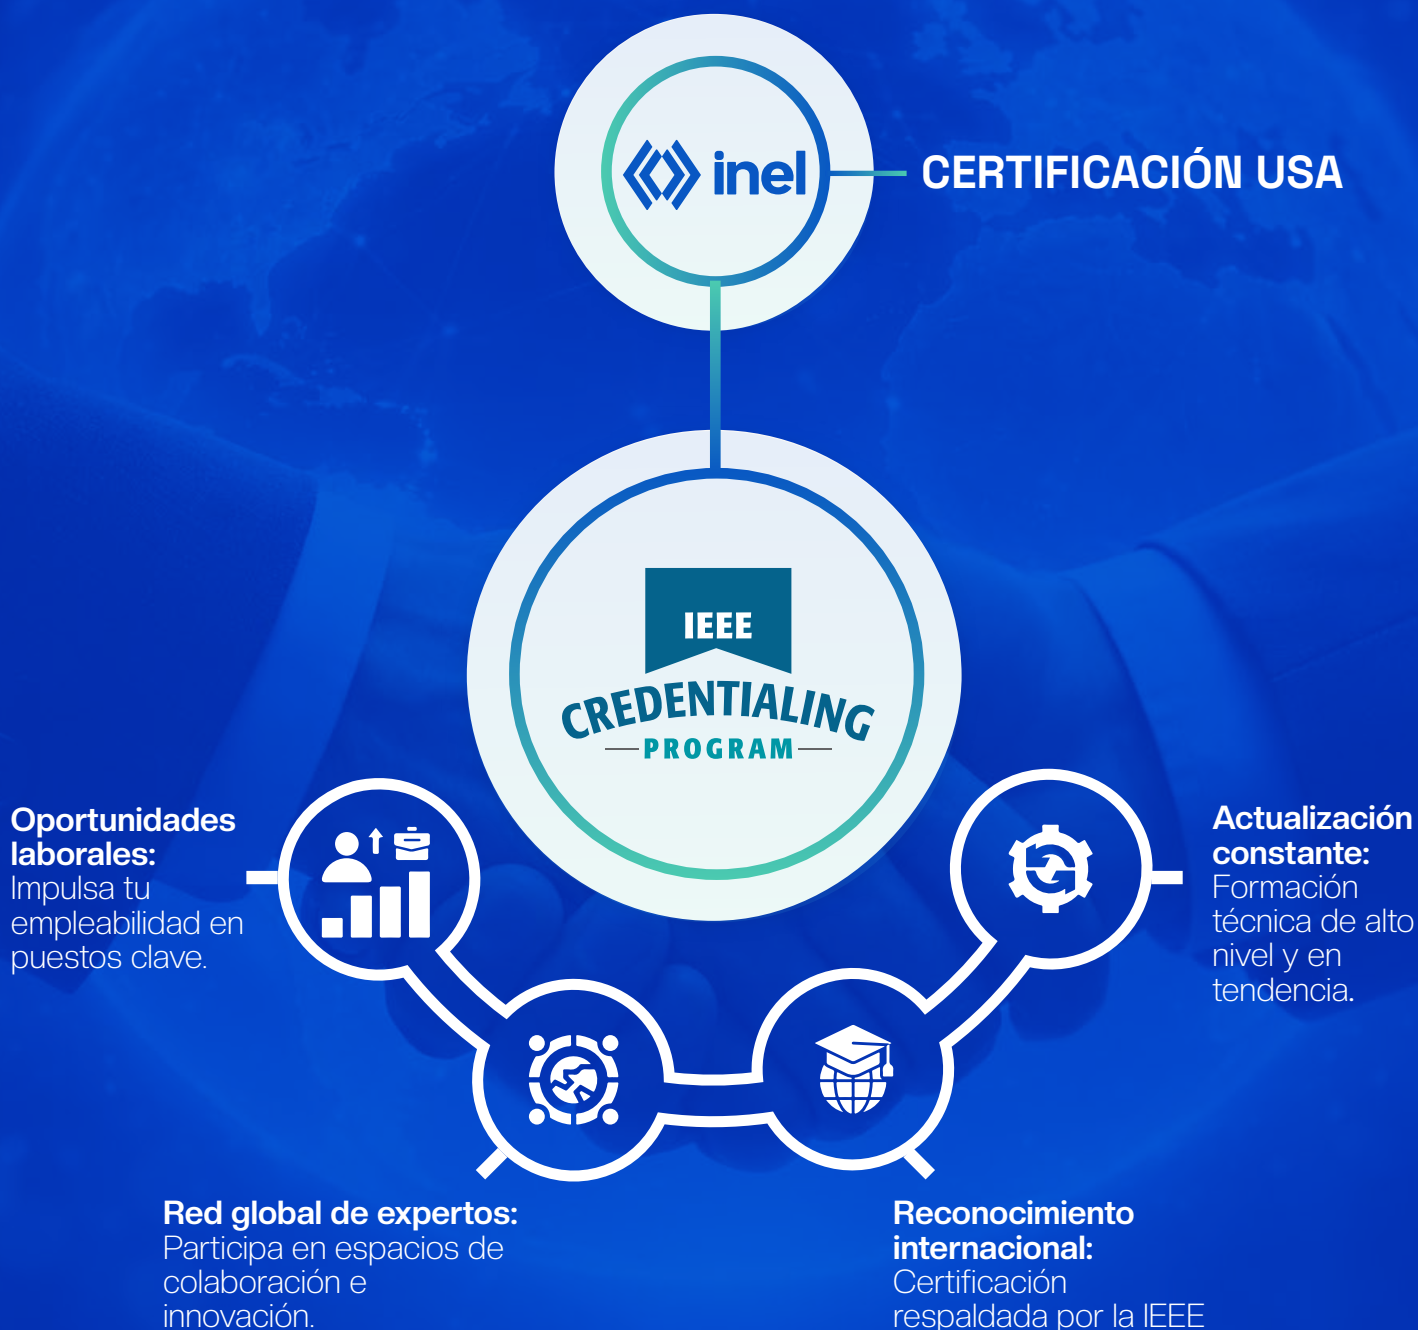 inel
CERTIFICACIÓN USA
IEEE
CREDENTIALING
PROGRAM
Oportunidades
laborales:
Impulsa tu
empleabilidad en
puestos clave.
Actualización
constante:
Formación
técnica de alto
nivel y en
tendencia.
Red global de expertos:
Participa en espacios de
colaboración e
innovación.
Reconocimiento
internacional:
Certificación
respaldada por la IEEE